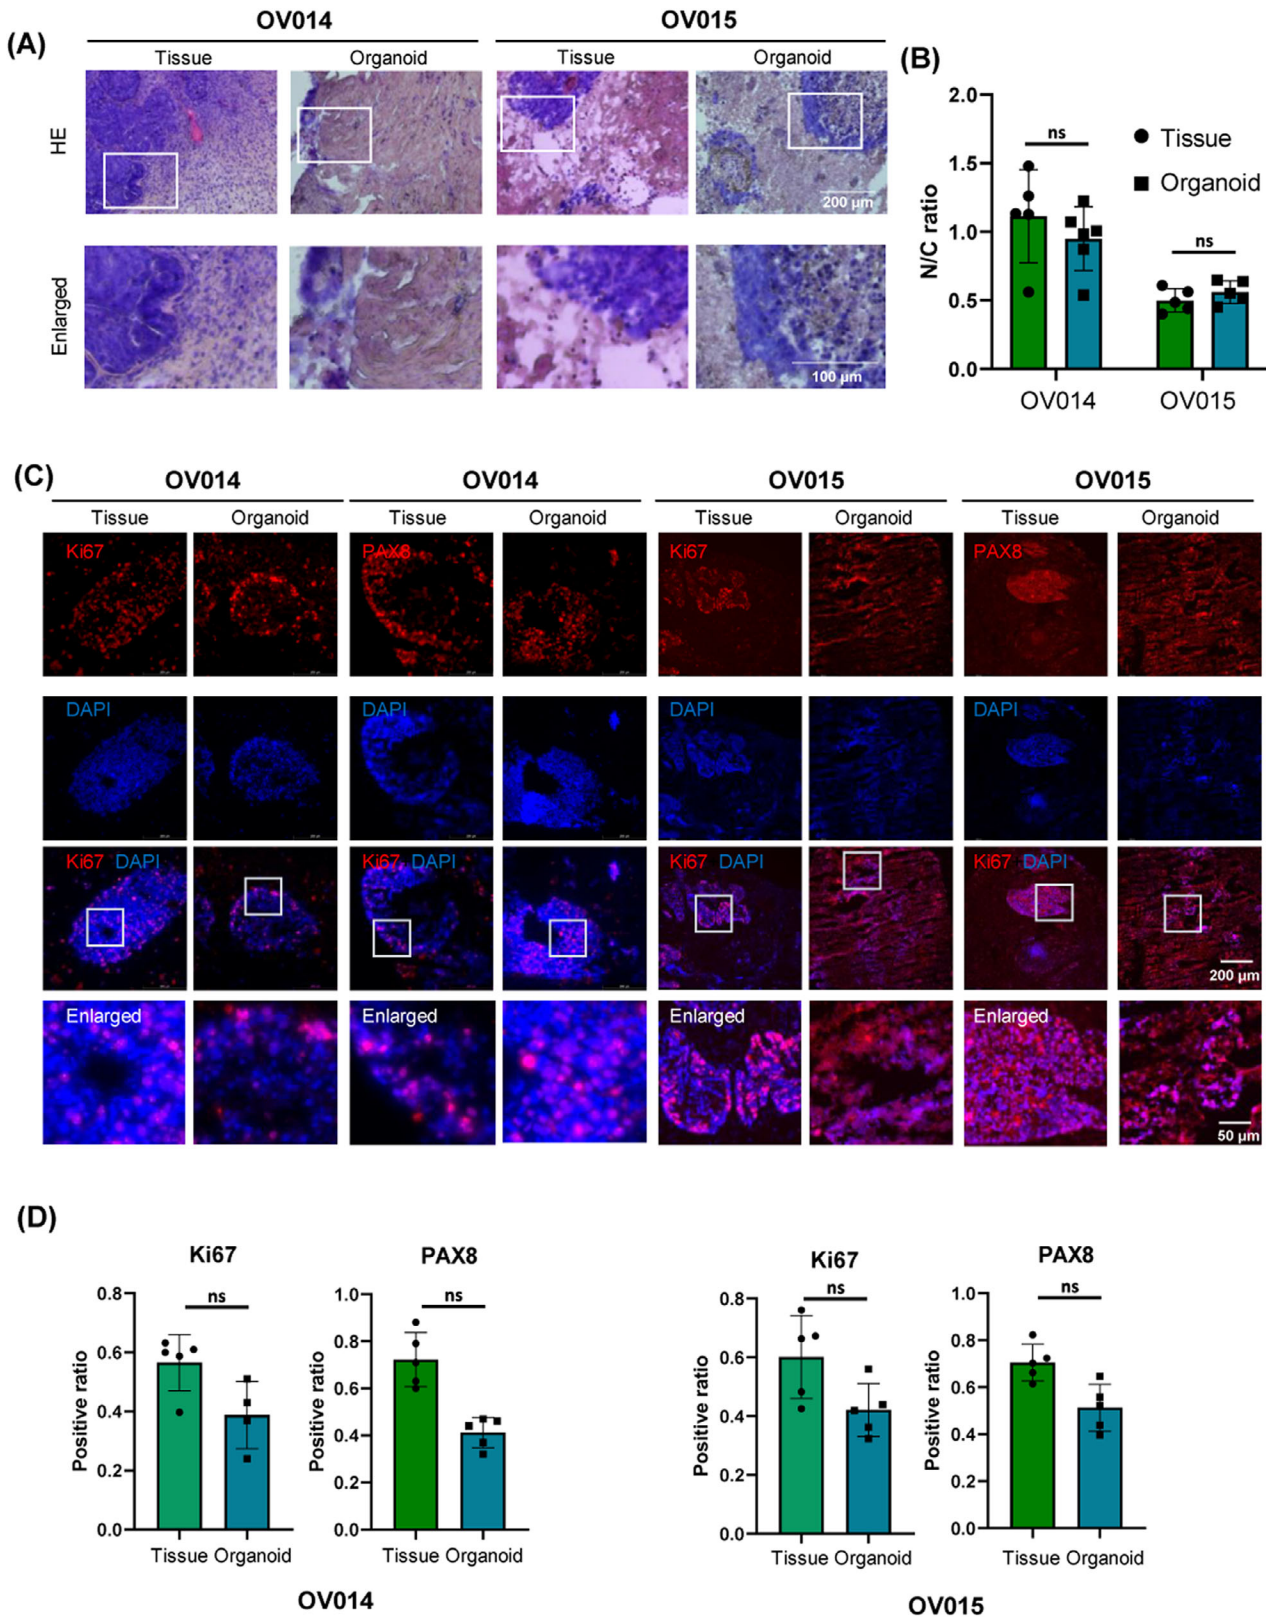 (A)
OV014 OV015
Tissue Organoid Tissue Organoid
HE
200 µm
Enlarged
100 µm
(B)
2.0
1.5
1.0
0.5
0.0
N/C ratio
ns
ns
Tissue
Organoid
OV014 OV015
(C)
OV014 OV014 OV015 OV015
Tissue Organoid Tissue Organoid Tissue Organoid Tissue Organoid
Ki67 PAX8 Ki67 PAX8
DAPI DAPI DAPI DAPI
Ki67 DAPI Ki67 DAPI Ki67 DAPI Ki67 DAPI
200 µm
Enlarged Enlarged Enlarged Enlarged
50 µm
(D)
Ki67
Positive ratio
0.8
0.6
0.4
0.2
0.0
ns
Tissue Organoid
PAX8
Positive ratio
1.0
0.8
0.6
0.4
0.2
0.0
ns
Tissue Organoid
OV014
Ki67
Positive ratio
0.8
0.6
0.4
0.2
0.0
ns
Tissue Organoid
PAX8
Positive ratio
1.0
0.8
0.6
0.4
0.2
0.0
ns
Tissue Organoid
OV015